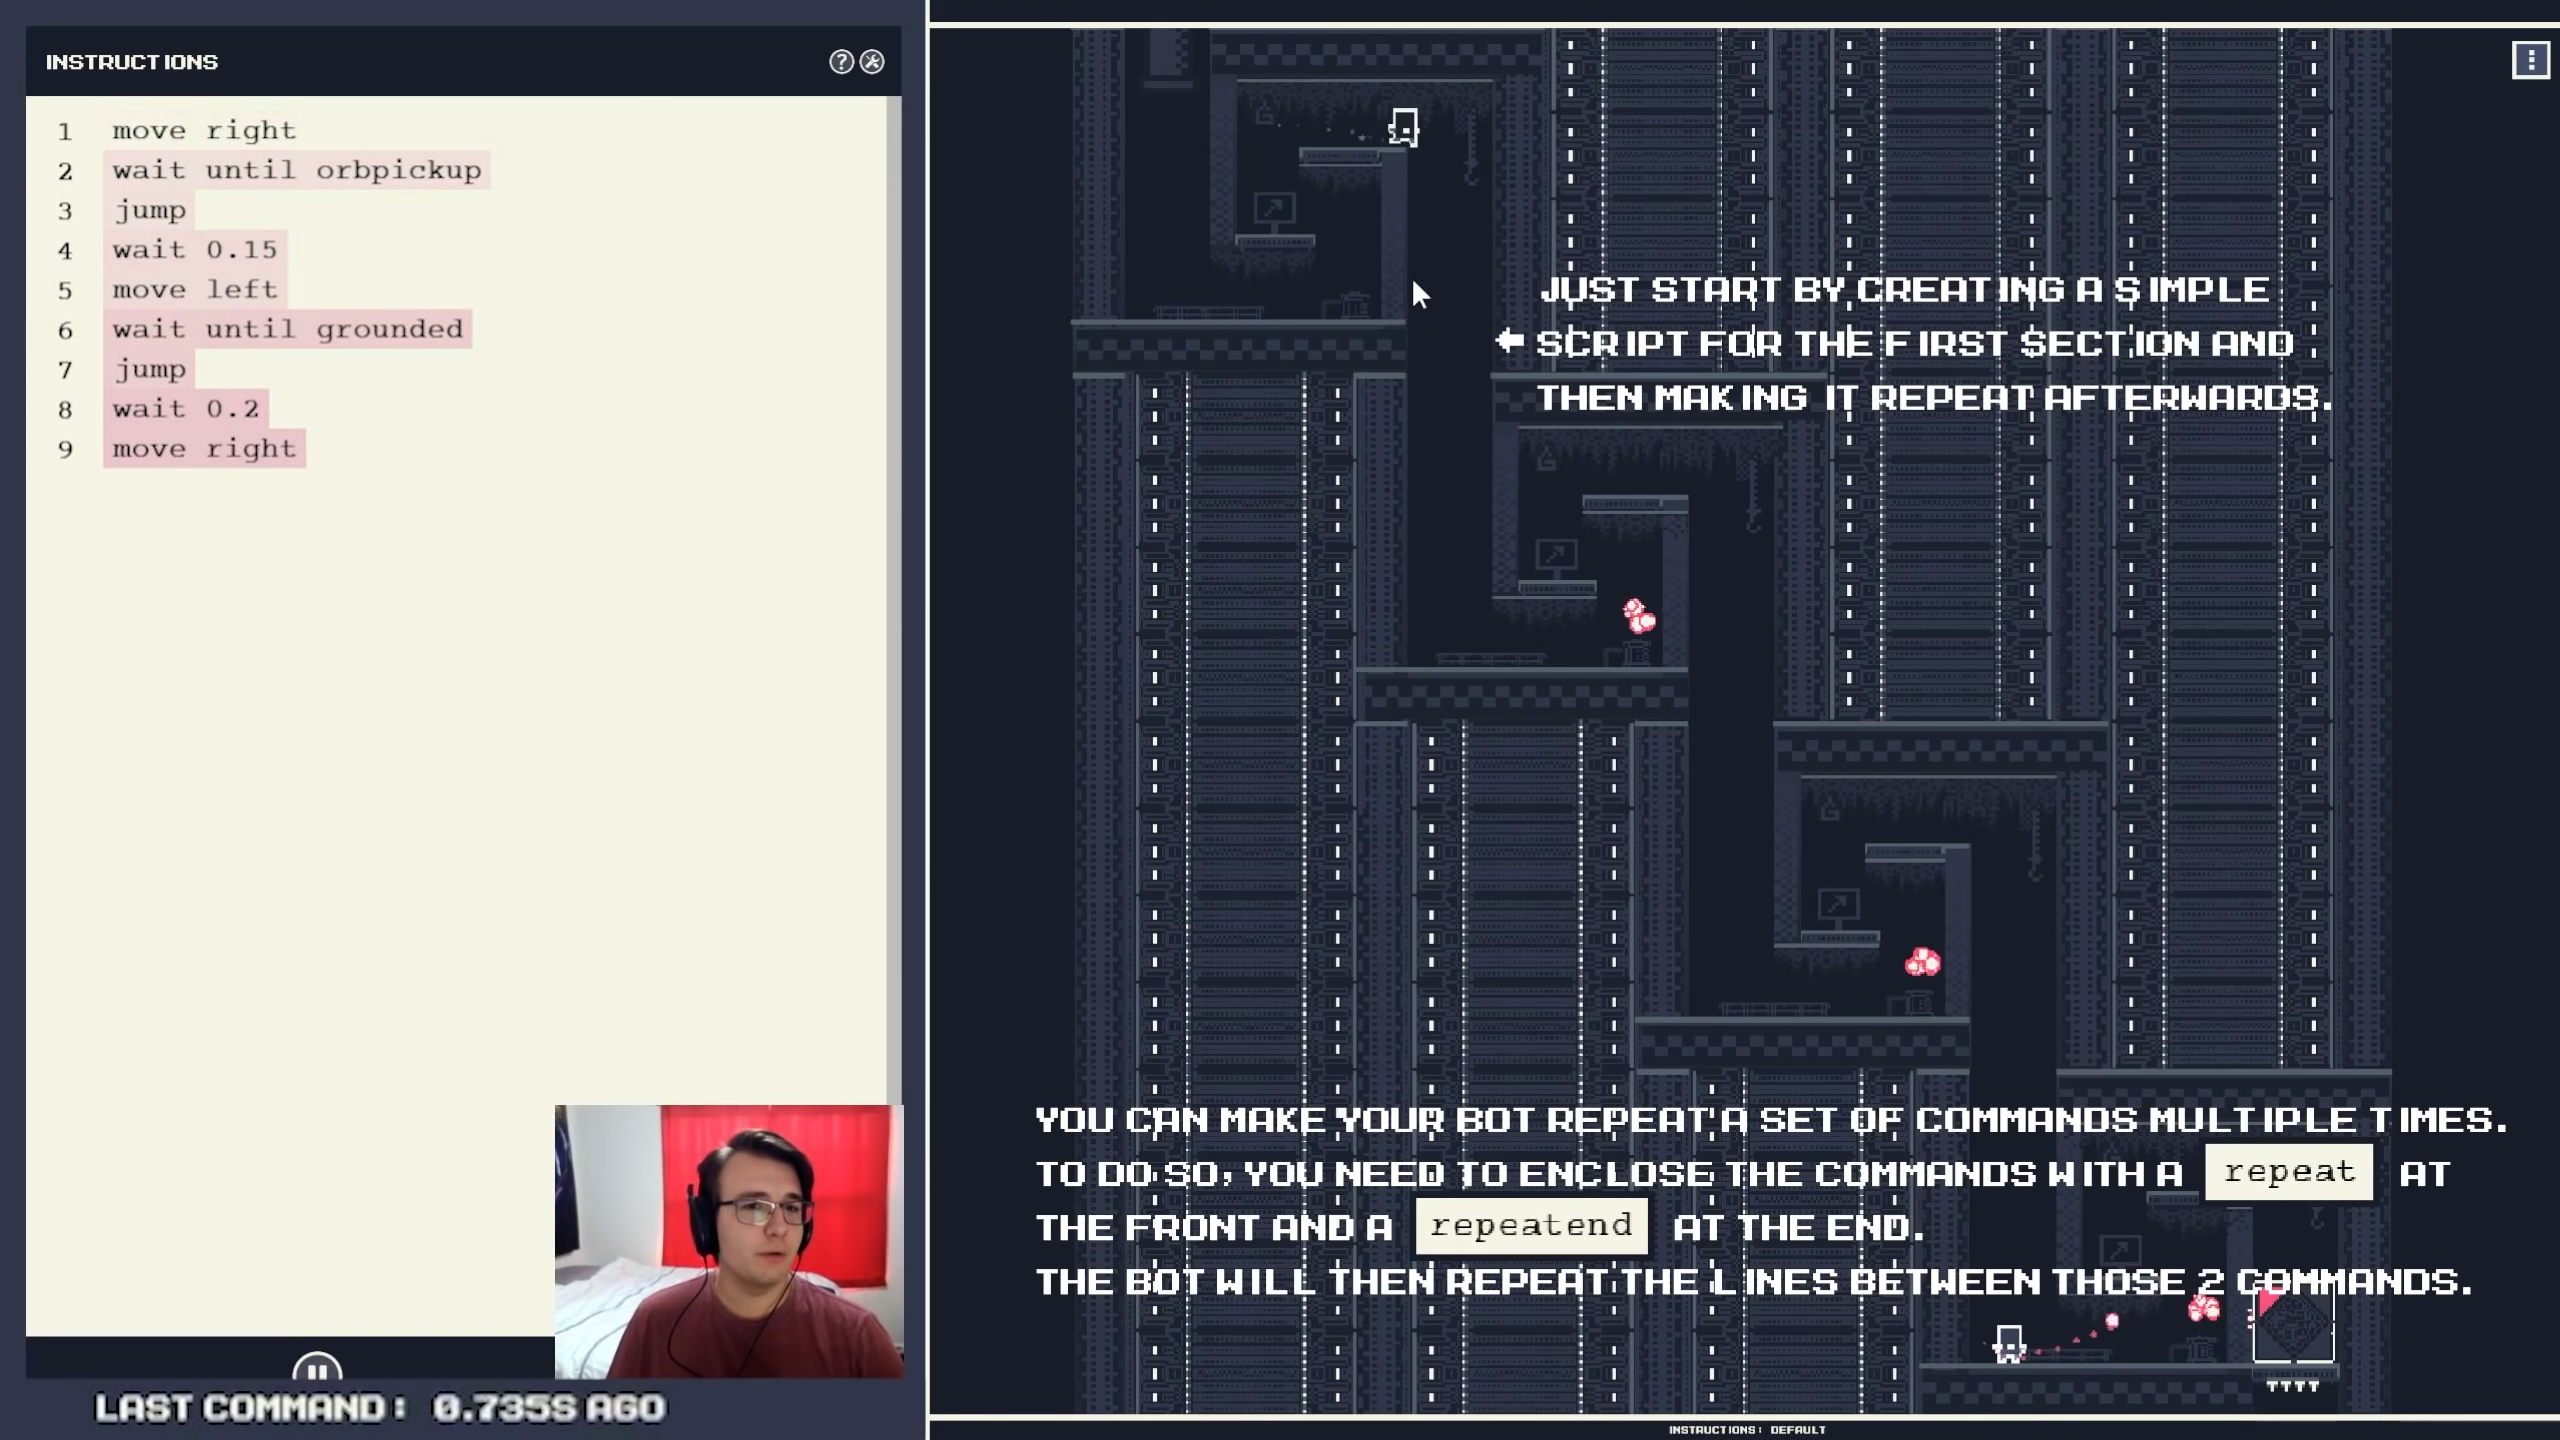 INSTRUCTIONS
?
1 move right
2 wait until orbpickup
3 jump
4 wait 0.15
5 move left
6 wait until grounded
7 jump
8 wait 0.2
9 move right
LAST COMMAND: 0.735S AGO
JUST START BY CREATING A SIMPLE
SCRIPT FOR THE FIRST SECTION AND
THEN MAKING IT REPEAT AFTERWARDS.
YOU CAN MAKE YOUR BOT REPEAT A SET OF COMMANDS MULTIPLE TIMES.
TO DO SO, YOU NEED TO ENCLOSE THE COMMANDS WITH A repeat AT
THE FRONT AND A repeatend AT THE END.
THE BOT WILL THEN REPEAT THE LINES BETWEEN THOSE 2 COMMANDS.
INSTRUCTIONS: DEFAULT